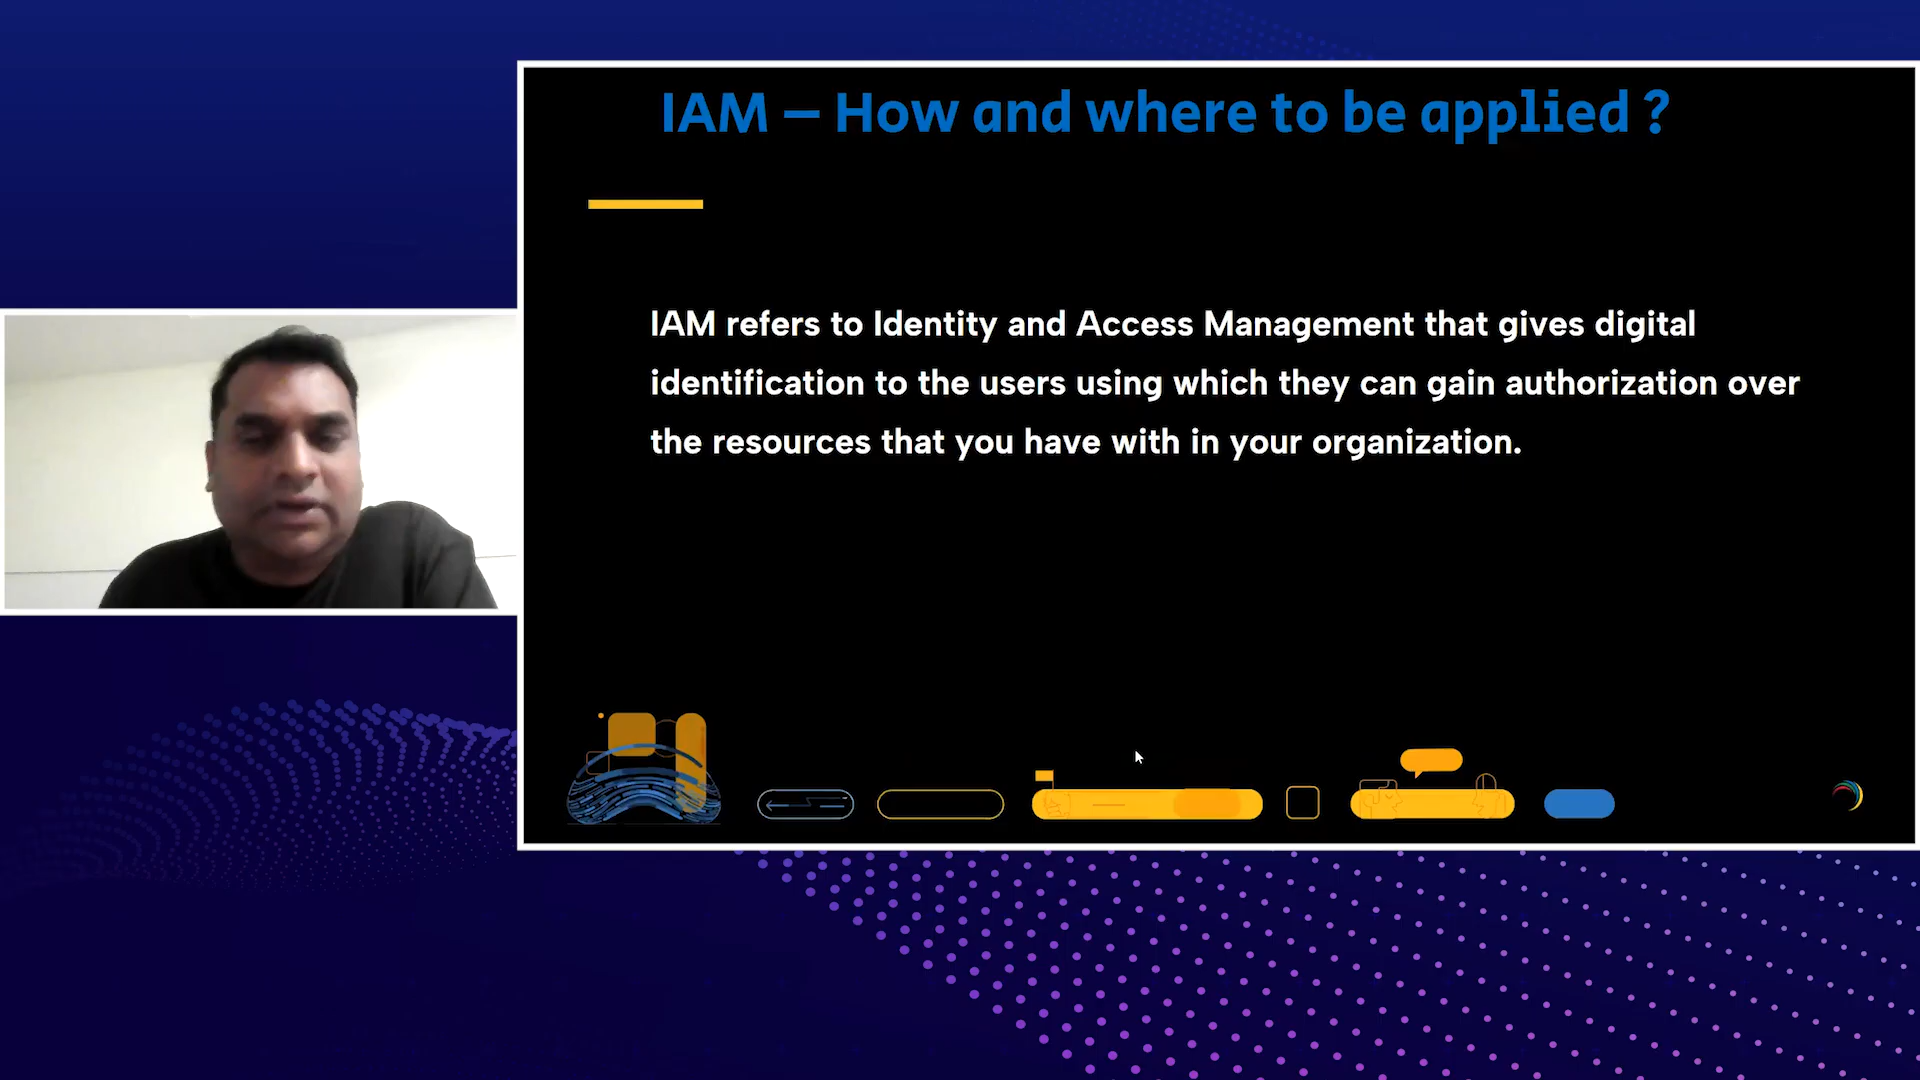 IAM – How and where to be applied ?
IAM refers to Identity and Access Management that gives digital
identification to the users using which they can gain authorization over
the resources that you have with in your organization.